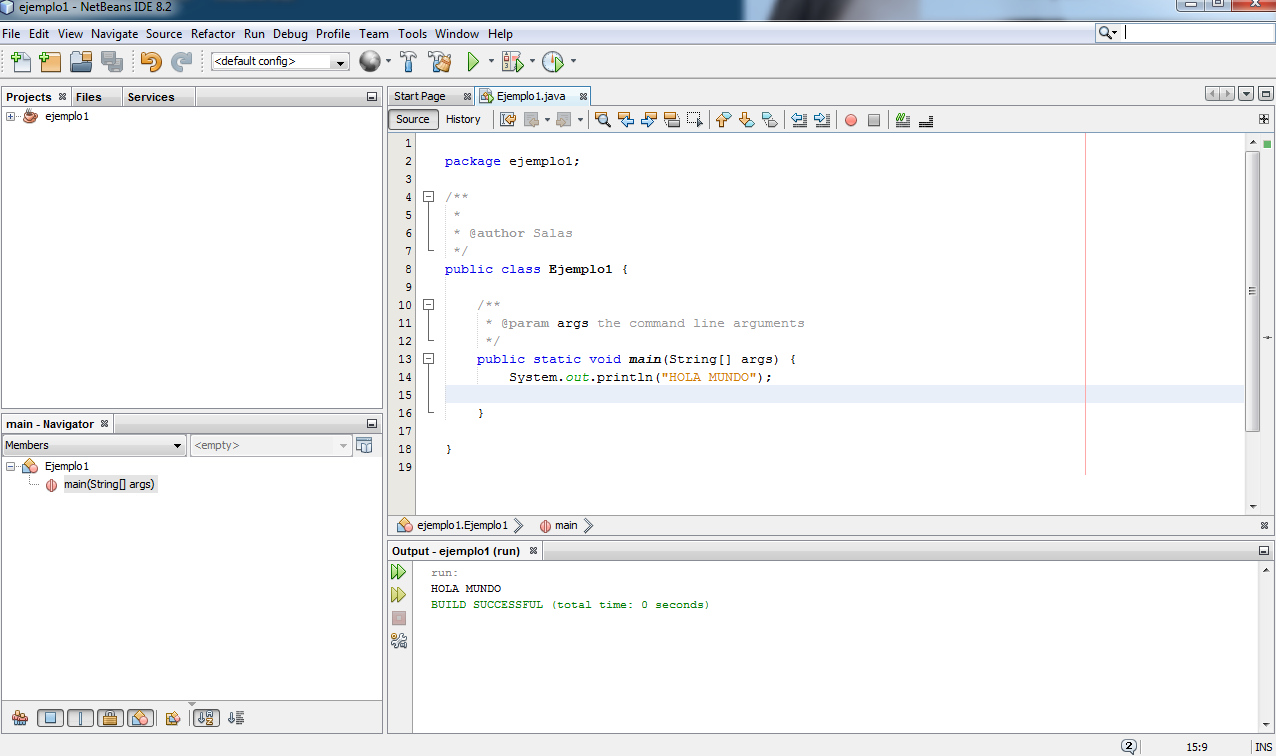 ejemplo1 - NetBeans IDE 8.2
File Edit View Navigate Source Refactor Run Debug Profile Team Tools Window Help
<default config>
Projects Files Services
ejemplo1
main - Navigator
Members <empty>
Ejemplo1
main(String[] args)
Start Page Ejemplo1.java
Source History
1
2 package ejemplo1;
3
4 /**
5 *
6 * @author Salas
7 */
8 public class Ejemplo1 {
9
10 /**
11 * @param args the command line arguments
12 */
13 public static void main(String[] args) {
14 System.out.println("HOLA MUNDO");
15
16 }
17
18 }
19
ejemplo1.Ejemplo1 main
Output - ejemplo1 (run)
run:
HOLA MUNDO
BUILD SUCCESSFUL (total time: 0 seconds)
2 15:9 INS